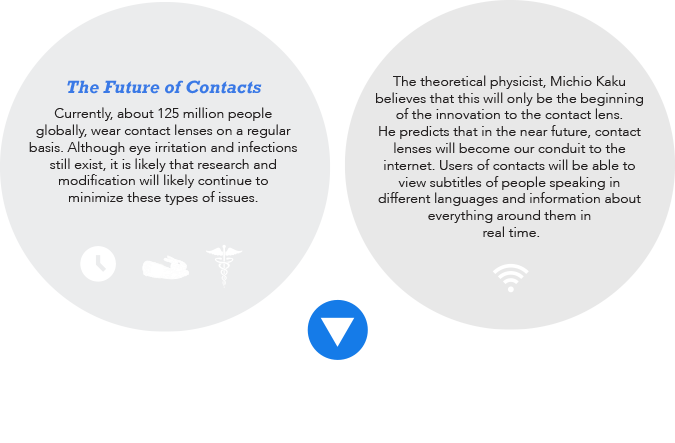 The Future of Contacts
Currently, about 125 million people
globally, wear contact lenses on a regular
basis. Although eye irritation and infections
still exist, it is likely that research and
modification will likely continue to
minimize these types of issues.
The theoretical physicist, Michio Kaku
believes that this will only be the beginning
of the innovation to the contact lens.
He predicts that in the near future, contact
lenses will become our conduit to the
internet. Users of contacts will be able to
view subtitles of people speaking in
different languages and information about
everything around them in
real time.